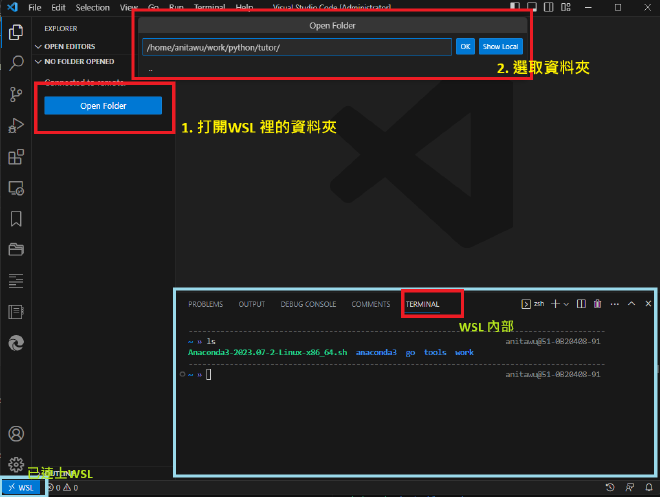 File Edit Selection View Go Run Terminal Help Visual Studio Code [Administrator]
EXPLORER
OPEN EDITORS
NO FOLDER OPENED
Connected to remote.
Open Folder
Open Folder
/home/anitawu/work/python/tutor/
OK
Show Local
..
2. 選取資料夾
1. 打開WSL 裡的資料夾
PROBLEMS OUTPUT DEBUG CONSOLE COMMENTS TERMINAL
zsh
WSL 內部
~ » ls anitawu@51-0820408-91
Anaconda3-2023.07-2-Linux-x86_64.sh anaconda3 go tools work
~ » anitawu@51-0820408-91
OUTLINE
已連上WSL
WSL 0 0